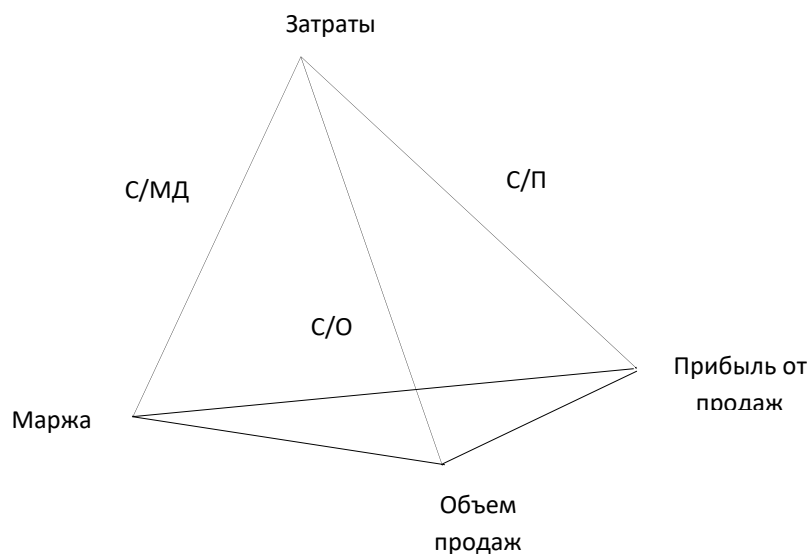 Затраты
С/МД
С/П
С/О
Прибыль от
продаж
Маржа
Объем
продаж